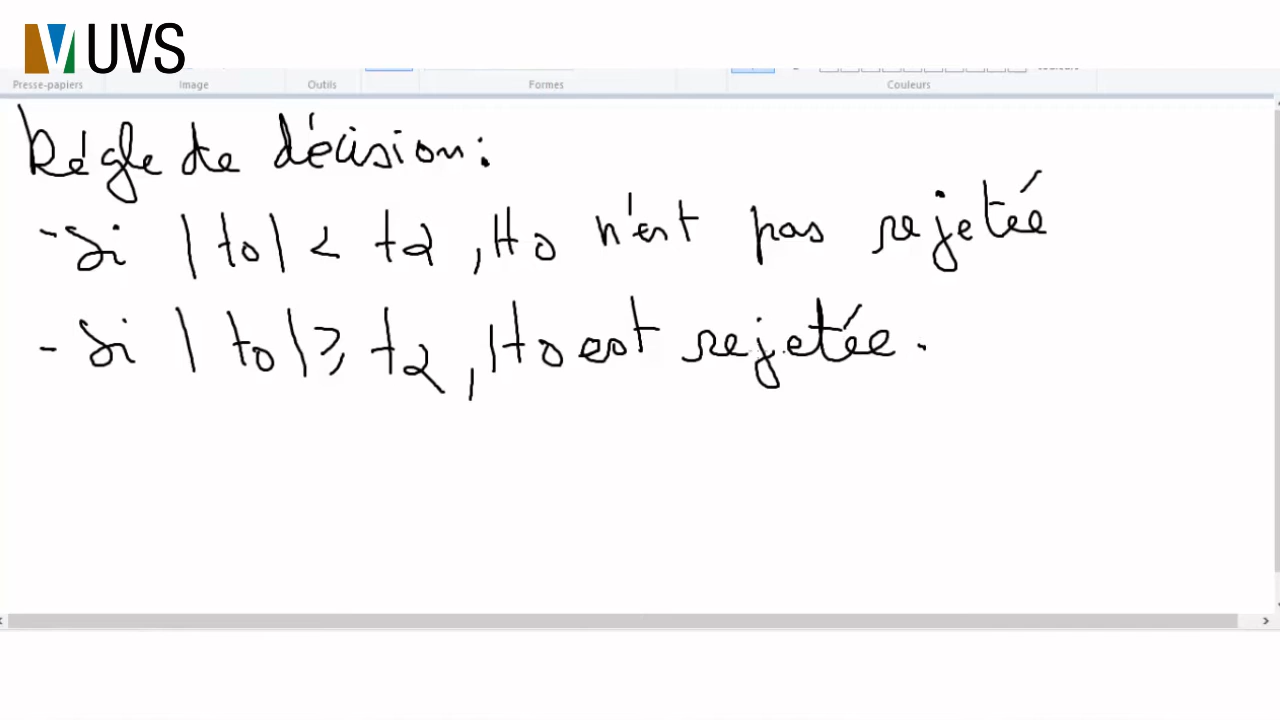 UVS
Presse-papiers Image Outils Formes Couleurs
Régle de décision:
- Si |t0| < tα, H0 n'est pas rejetée
- Si |t0| ≥ tα, H0 est rejetée.